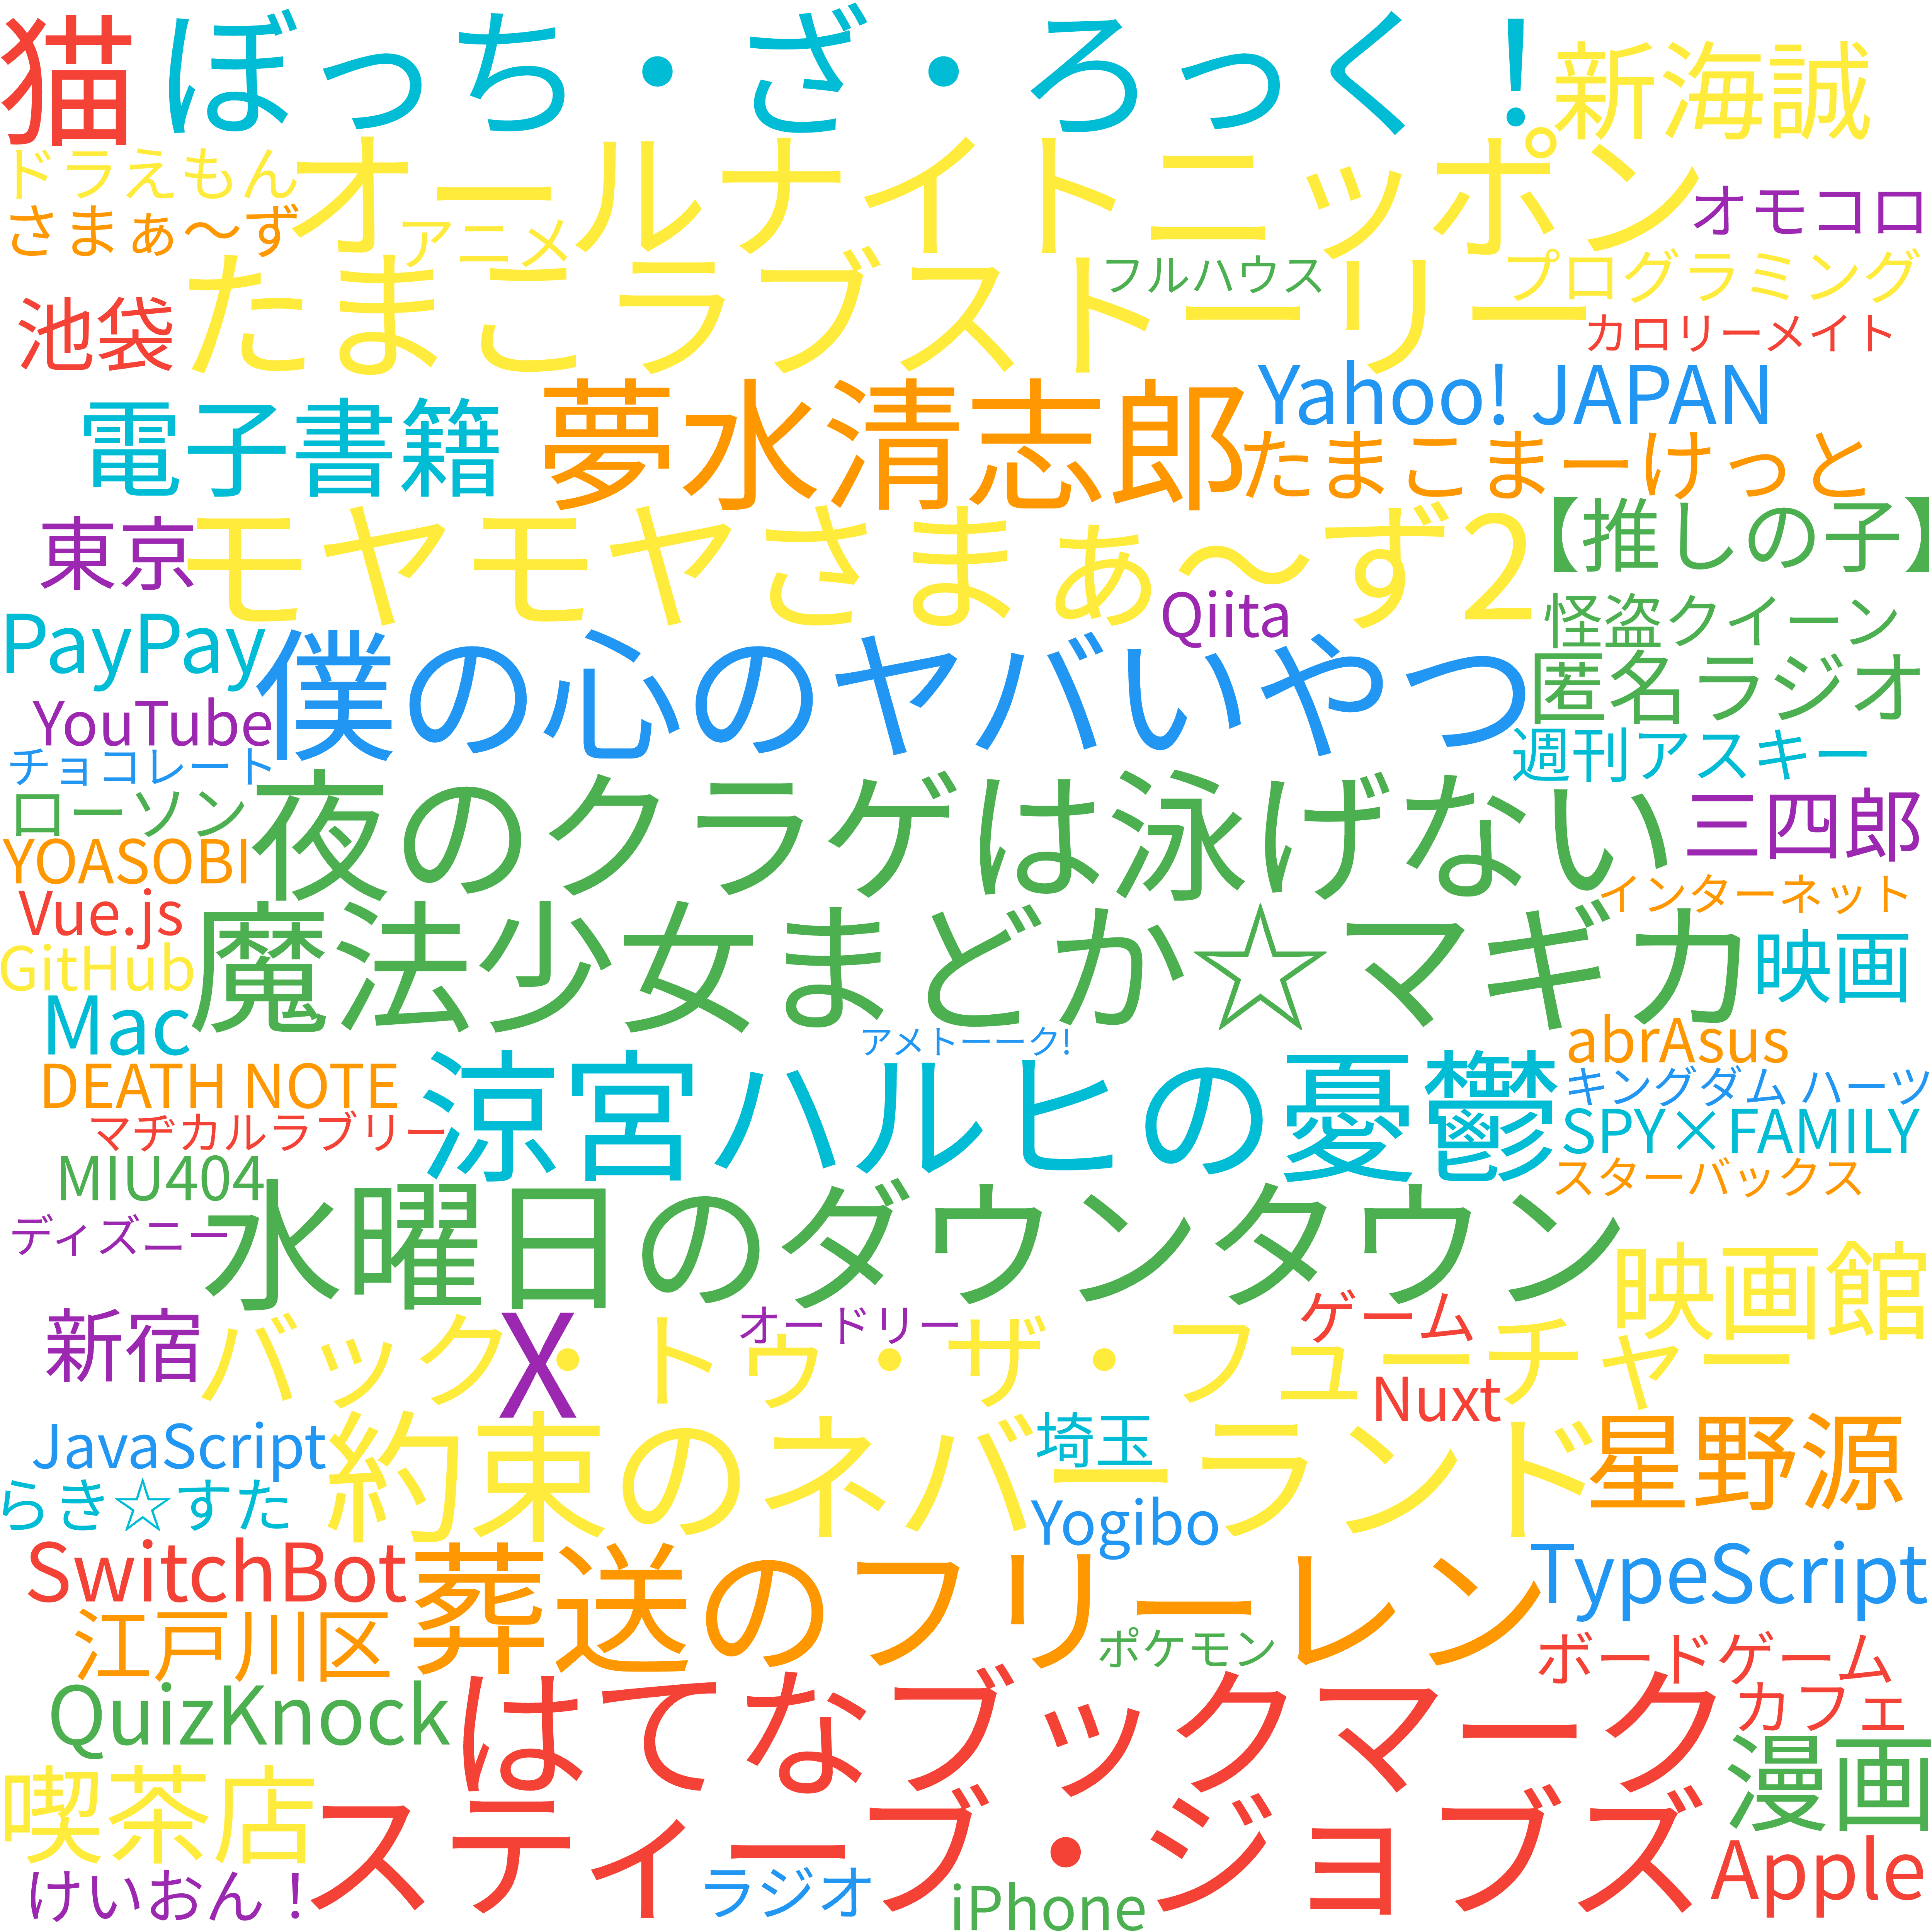 猫
ぼっち・ざ・ろっく！
新海誠
ドラえもん
オールナイトニッポン
さまぁ～ず
アニメ
オモコロ
たまこラブストーリー
フルハウス
プログラミング
池袋
カロリーメイト
Yahoo! JAPAN
電子書籍
夢水清志郎
たまこまーけっと
東京
モヤモヤさまぁ～ず2
【推しの子】
Qiita
怪盗クイーン
PayPay
僕の心のヤバいやつ
匿名ラジオ
YouTube
週刊アスキー
チョコレート
夜のクラゲは泳げない
ローソン
三四郎
YOASOBI
インターネット
Vue.js
魔法少女まどか☆マギカ
GitHub
映画
Mac
アメトーーク!
abrAsus
DEATH NOTE
涼宮ハルヒの憂鬱
キングダム ハーツ
マヂカルラブリー
SPY×FAMILY
MIU404
スターバックス
水曜日のダウンタウン
ディズニー
映画館
新宿
バック・トゥ・ザ・フューチャー
X
オードリー
ゲーム
Nuxt
JavaScript
約束のネバーランド
埼玉
星野源
らき☆すた
Yogibo
SwitchBot
葬送のフリーレン
TypeScript
江戸川区
ポケモン
ボードゲーム
QuizKnock
はてなブックマーク
カフェ
漫画
喫茶店
スティーブ・ジョブズ
Apple
けいおん！
ラジオ
iPhone